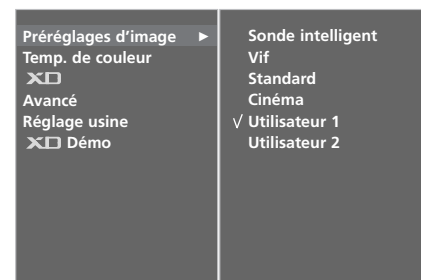 Préréglages d'image ►
Temp. de couleur
XD
Avancé
Réglage usine
XD Démo
Sonde intelligent
Vif
Standard
Cinéma
√ Utilisateur 1
Utilisateur 2